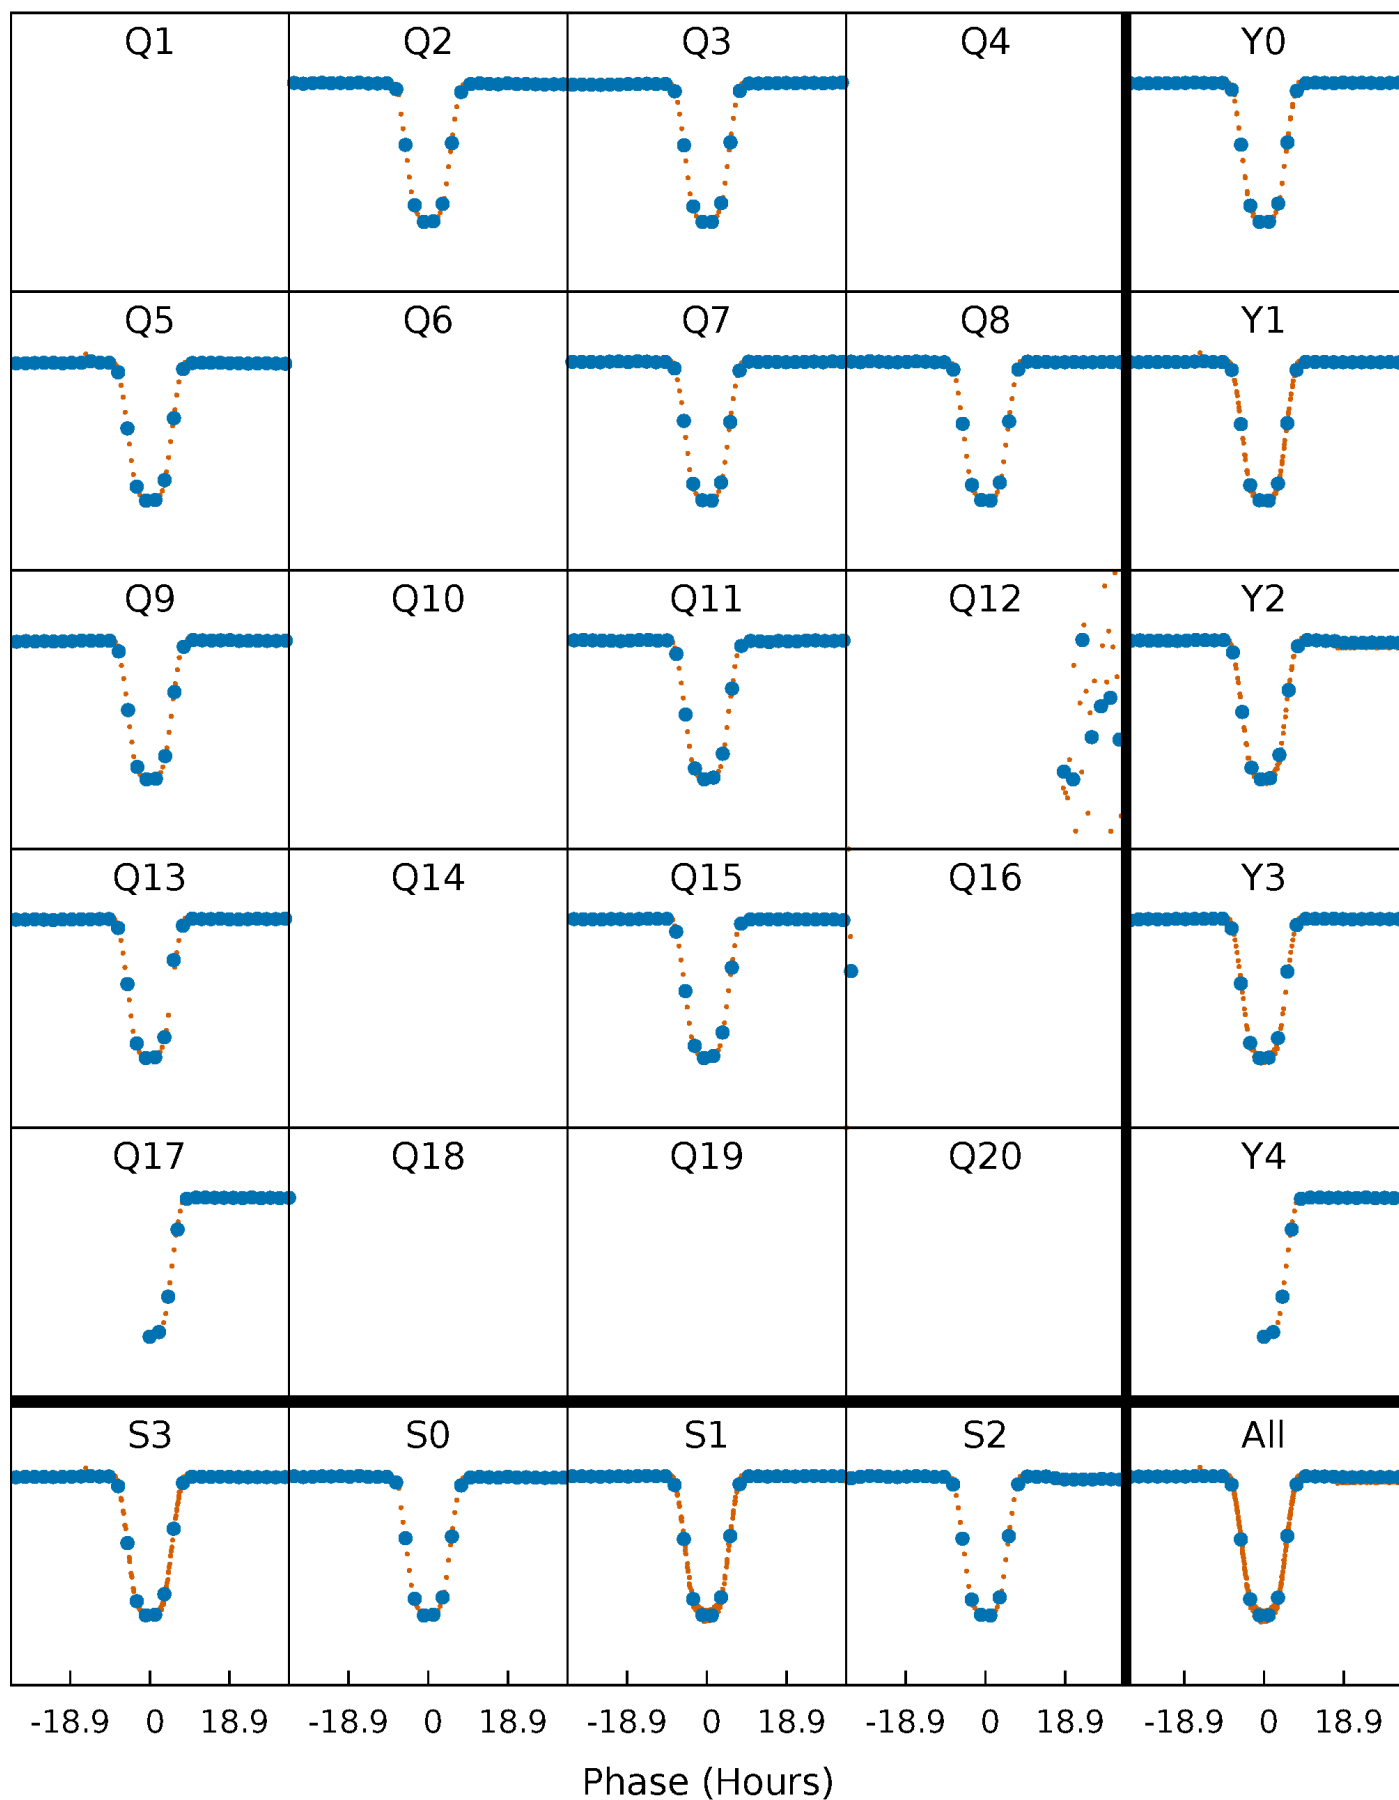 Q1 Q2 Q3 Q4 Y0
Q5 Q6 Q7 Q8 Y1
Q9 Q10 Q11 Q12 Y2
Q13 Q14 Q15 Q16 Y3
Q17 Q18 Q19 Q20 Y4
S3 S0 S1 S2 All
-18.9 0 18.9 -18.9 0 18.9 -18.9 0 18.9 -18.9 0 18.9 -18.9 0 18.9
Phase (Hours)